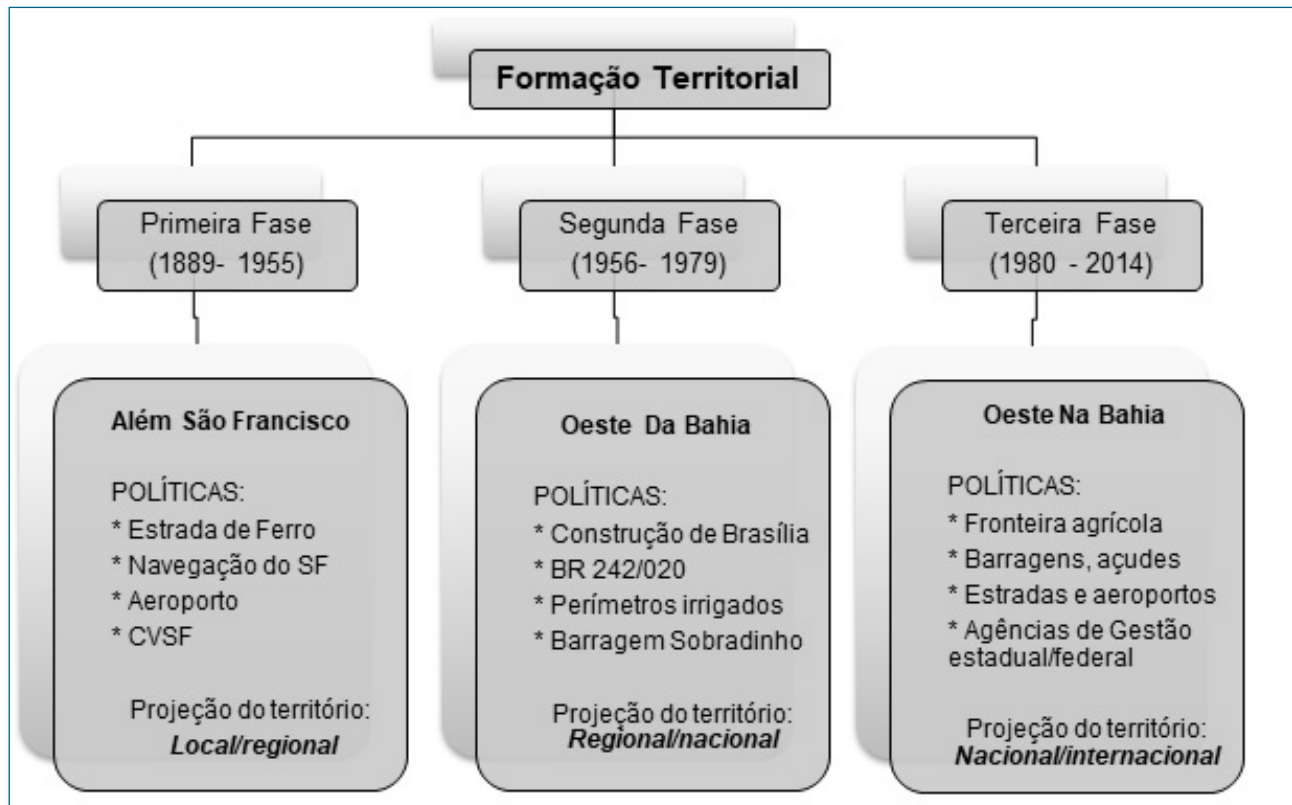 Formação Territorial
Primeira Fase
(1889- 1955)
Além São Francisco
POLÍTICAS:
* Estrada de Ferro
* Navegação do SF
* Aeroporto
* CVSF
Projeção do território:
Local/regional
Segunda Fase
(1956- 1979)
Oeste Da Bahia
POLÍTICAS:
* Construção de Brasília
* BR 242/020
* Perímetros irrigados
* Barragem Sobradinho
Projeção do território:
Regional/nacional
Terceira Fase
(1980 - 2014)
Oeste Na Bahia
POLÍTICAS:
* Fronteira agrícola
* Barragens, açudes
* Estradas e aeroportos
* Agências de Gestão
estadual/federal
Projeção do território:
Nacional/internacional